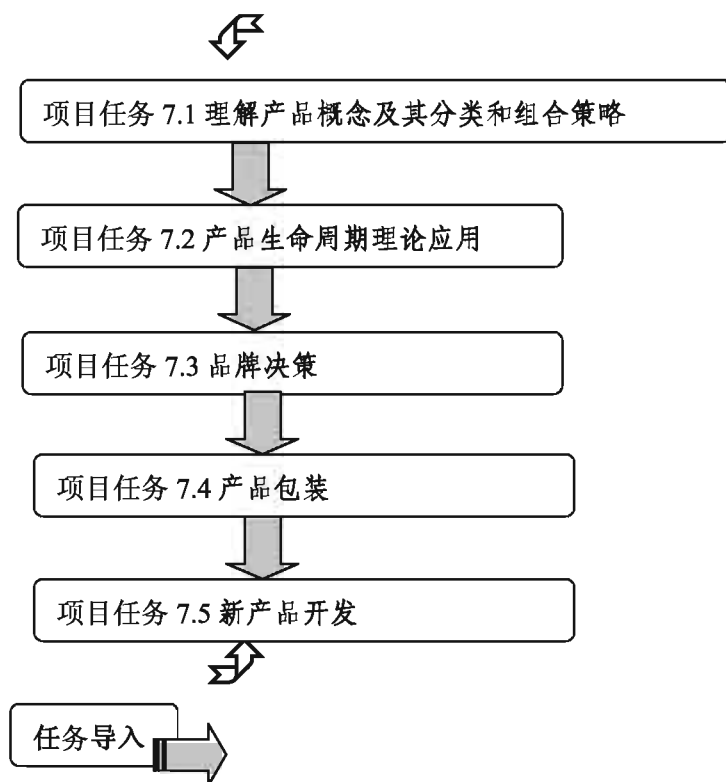 项目任务 7.1 理解产品概念及其分类和组合策略
项目任务 7.2 产品生命周期理论应用
项目任务 7.3 品牌决策
项目任务 7.4 产品包装
项目任务 7.5 新产品开发
任务导入